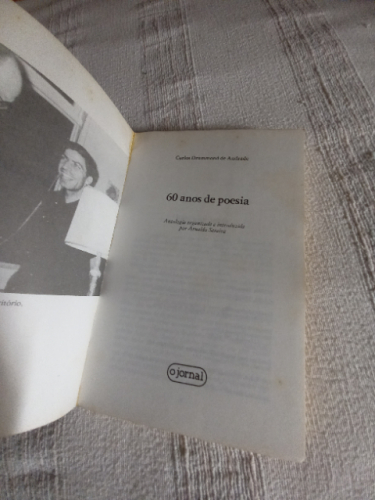 Carlos Drummond de Andrade
60 anos de poesia
Antologia organizada e apresentada
por Arnaldo Saraiva
o jornal